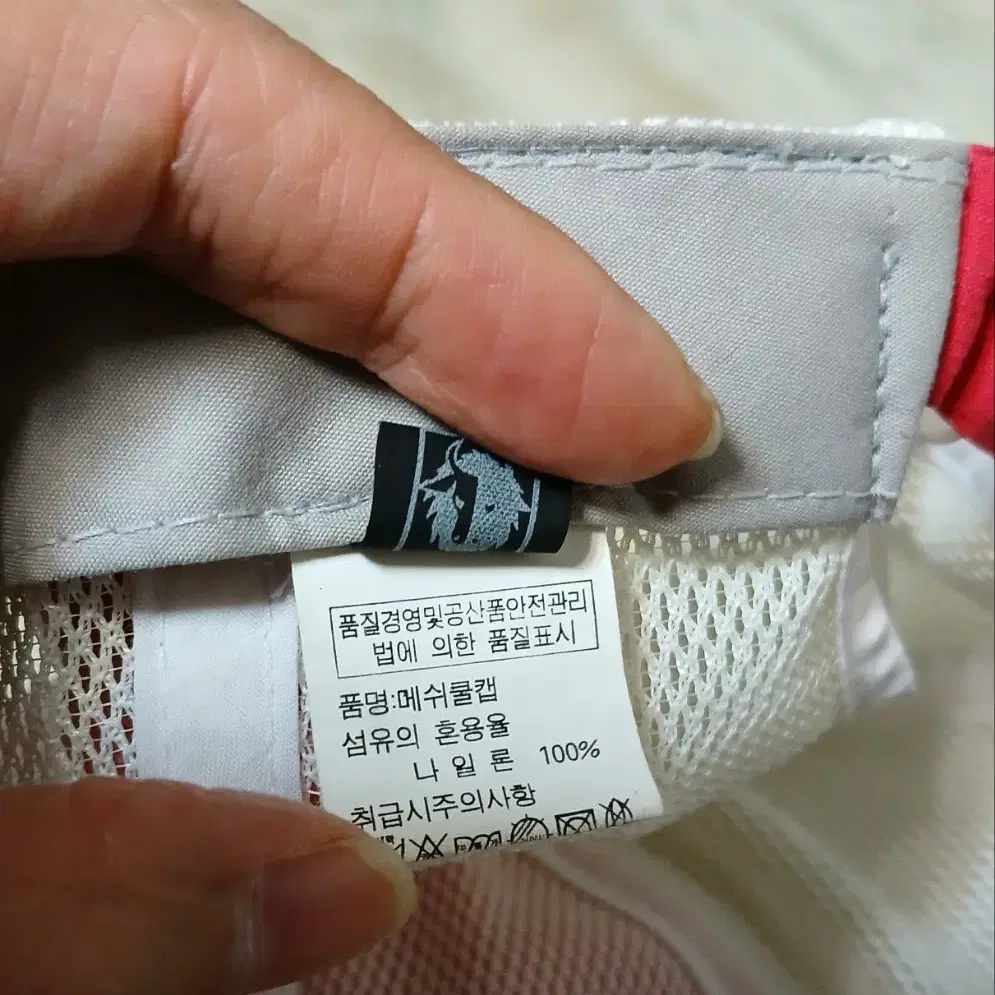 품질경영및공산품안전관리
법에 의한 품질표시
품명:메쉬쿨캡
섬유의 혼용율
나 일 론 100%
취급시주의사항